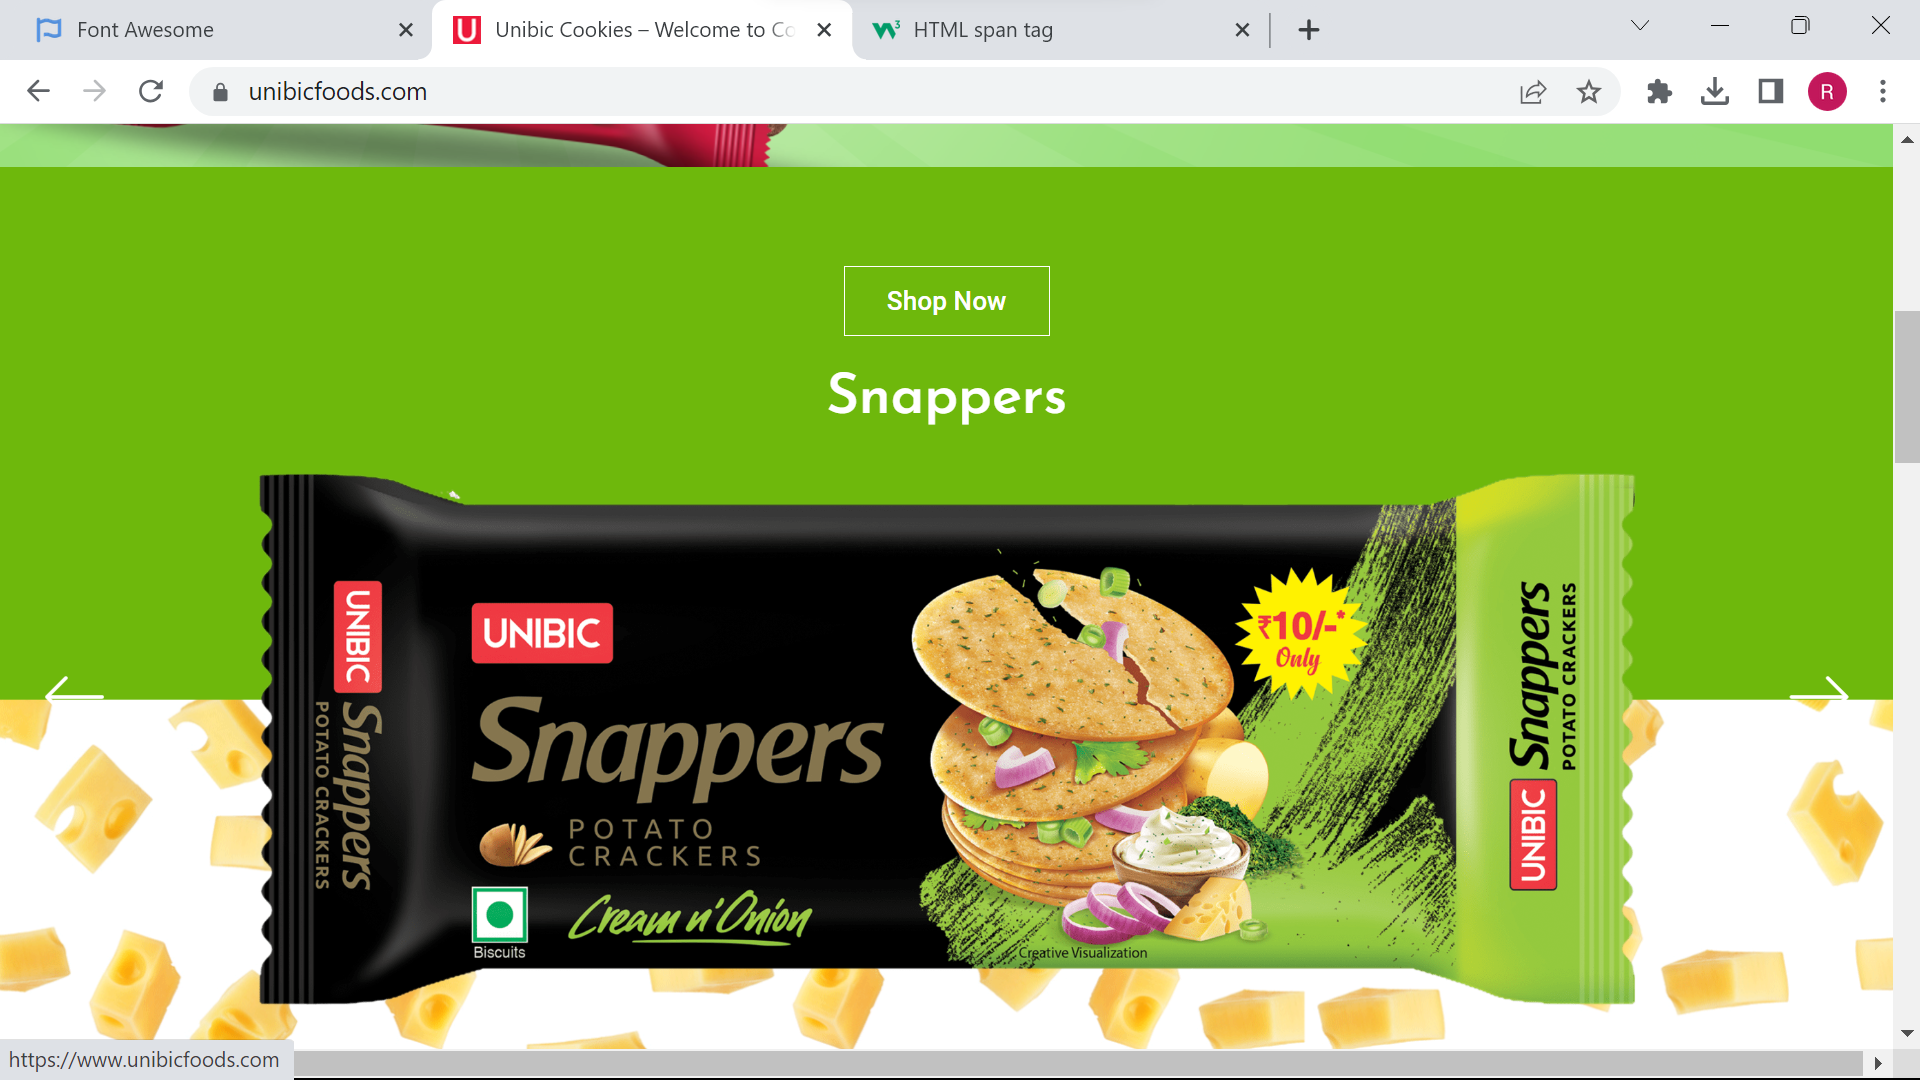 Font Awesome
Unibic Cookies – Welcome to Co
HTML span tag
unibicfoods.com
R
Shop Now
Snappers
UNIBIC
Snappers
POTATO CRACKERS
UNIBIC
Snappers
POTATO
CRACKERS
Cream n' Onion
Biscuits
₹10/-*
Only
Creative Visualization
UNIBIC
Snappers
POTATO CRACKERS
https://www.unibicfoods.com